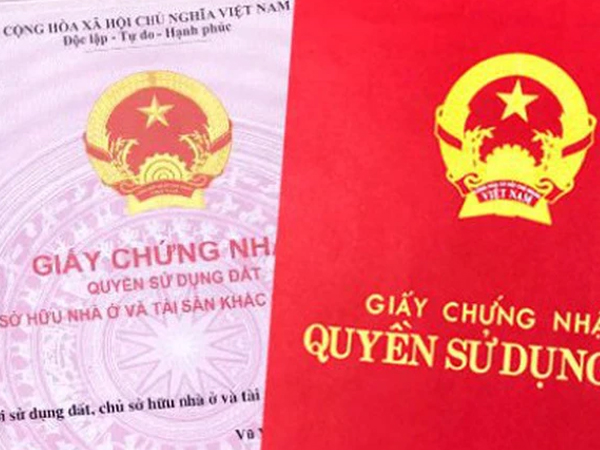 CỘNG HÒA XÃ HỘI CHỦ NGHĨA VIỆT NAM
Độc lập - Tự do - Hạnh phúc
GIẤY CHỨNG NHẬ
QUYỀN SỬ DỤNG ĐẤT
SỞ HỮU NHÀ Ở VÀ TÀI SẢN KHÁC
sử dụng đất, chủ sở hữu nhà ở và tài
Vũ
VIỆT NAM
GIẤY CHỨNG NHẬ
QUYỀN SỬ DỤNG